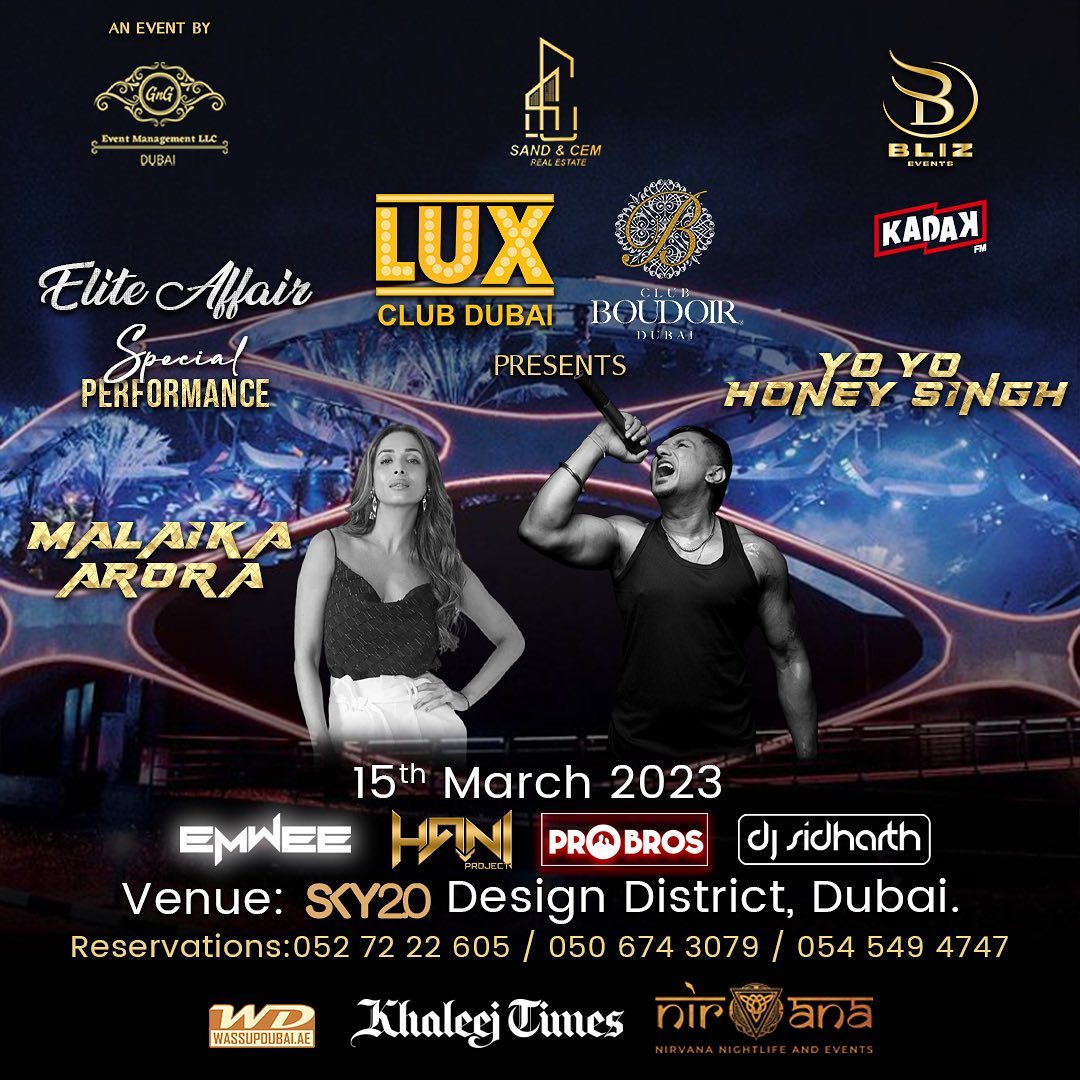 AN EVENT BY
GnG
Event Management LLC
DUBAI
SAND & CEM
REAL ESTATE
B
BLIZ
EVENTS
LUX
CLUB DUBAI
B
CLUB
BOUDOIR
DUBAI
KADAK
FM
Elite Affair
Special
PERFORMANCE
PRESENTS
YO YO
HONEY SINGH
MALAIKA
ARORA
15th March 2023
EMWEE
HANI
PROJECT
PROBROS
dj sidharth
Venue: SKY2.0 Design District, Dubai.
Reservations:052 72 22 605 / 050 674 3079 / 054 549 4747
WD
WASSUPDUBAI.AE
Khaleej Times
nirvana
NIRVANA NIGHTLIFE AND EVENTS